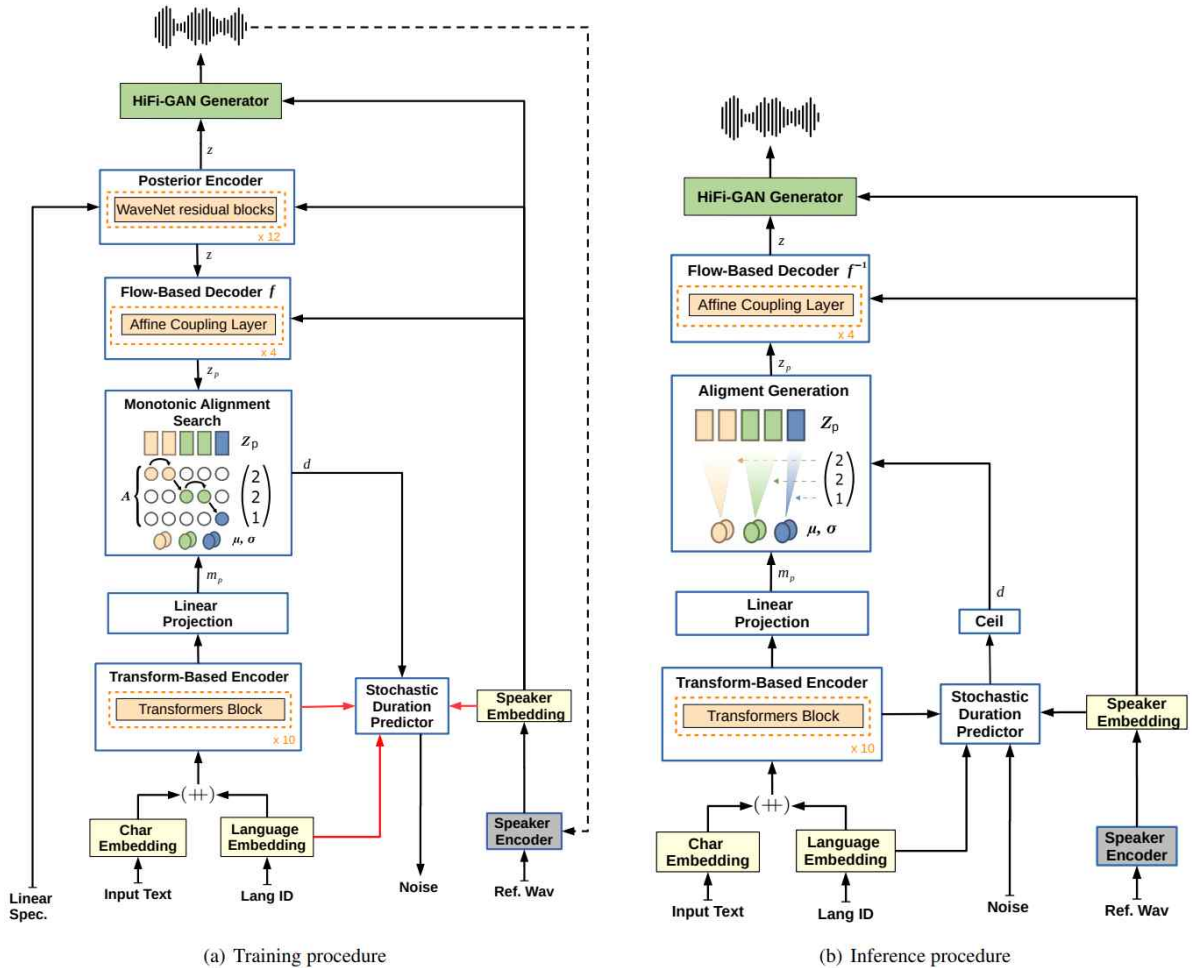 HiFi-GAN Generator
z
Posterior Encoder
WaveNet residual blocks
x 12
z
Flow-Based Decoder f
Affine Coupling Layer
x 4
z_p
Monotonic Alignment
Search
Z_p
A
2
2
1
μ, σ
d
m_p
Linear
Projection
Transform-Based Encoder
Transformers Block
x 10
Stochastic
Duration
Predictor
Speaker
Embedding
(++)
Char
Embedding
Language
Embedding
Speaker
Encoder
Linear
Spec.
Input Text
Lang ID
Noise
Ref. Wav
(a) Training procedure
HiFi-GAN Generator
z
Flow-Based Decoder f⁻¹
Affine Coupling Layer
x 4
z_p
Aligment Generation
Z_p
2
2
1
μ, σ
m_p
d
Linear
Projection
Ceil
Transform-Based Encoder
Transformers Block
x 10
Stochastic
Duration
Predictor
Speaker
Embedding
(++)
Char
Embedding
Language
Embedding
Speaker
Encoder
Input Text
Lang ID
Noise
Ref. Wav
(b) Inference procedure